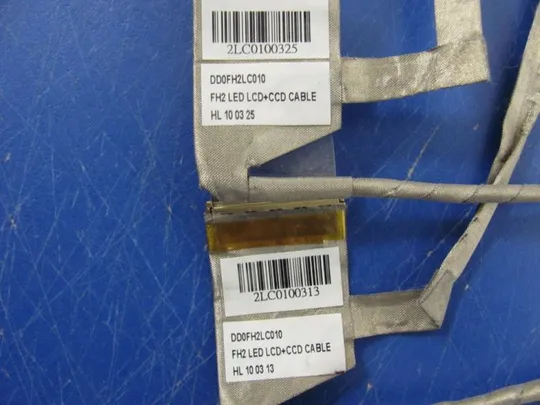 2LC0100325
DD0FH2LC010
FH2 LED LCD+CCD CABLE
HL 10 03 25
2LC0100313
DD0FH2LC010
FH2 LED LCD+CCD CABLE
HL 10 03 13